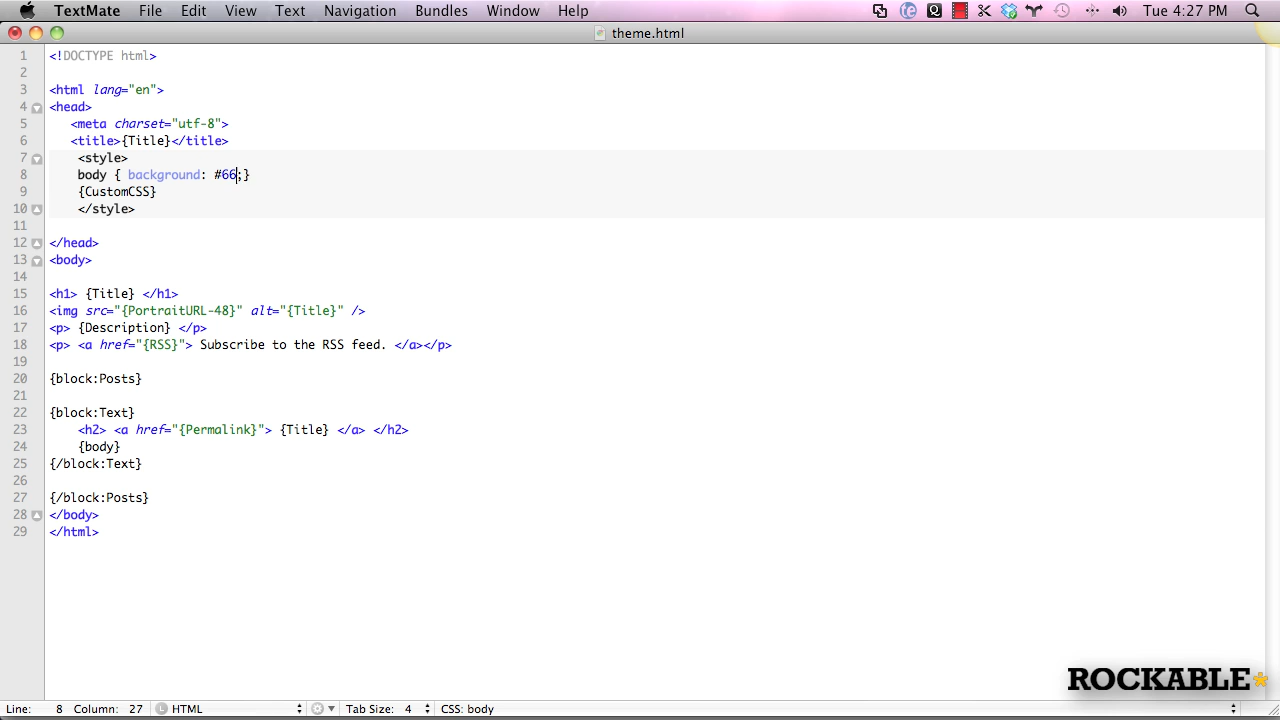 TextMate File Edit View Text Navigation Bundles Window Help Tue 4:27 PM
theme.html
1 <!DOCTYPE html>
2
3 <html lang="en">
4 <head>
5 <meta charset="utf-8">
6 <title>{Title}</title>
7 <style>
8 body { background: #66;}
9 {CustomCSS}
10 </style>
11
12 </head>
13 <body>
14
15 <h1> {Title} </h1>
16 <img src="{PortraitURL-48}" alt="{Title}" />
17 <p> {Description} </p>
18 <p> <a href="{RSS}"> Subscribe to the RSS feed. </a></p>
19
20 {block:Posts}
21
22 {block:Text}
23 <h2> <a href="{Permalink}"> {Title} </a> </h2>
24 {body}
25 {/block:Text}
26
27 {/block:Posts}
28 </body>
29 </html>
ROCKABLE*
Line: 8 Column: 27 L HTML Tab Size: 4 CSS: body